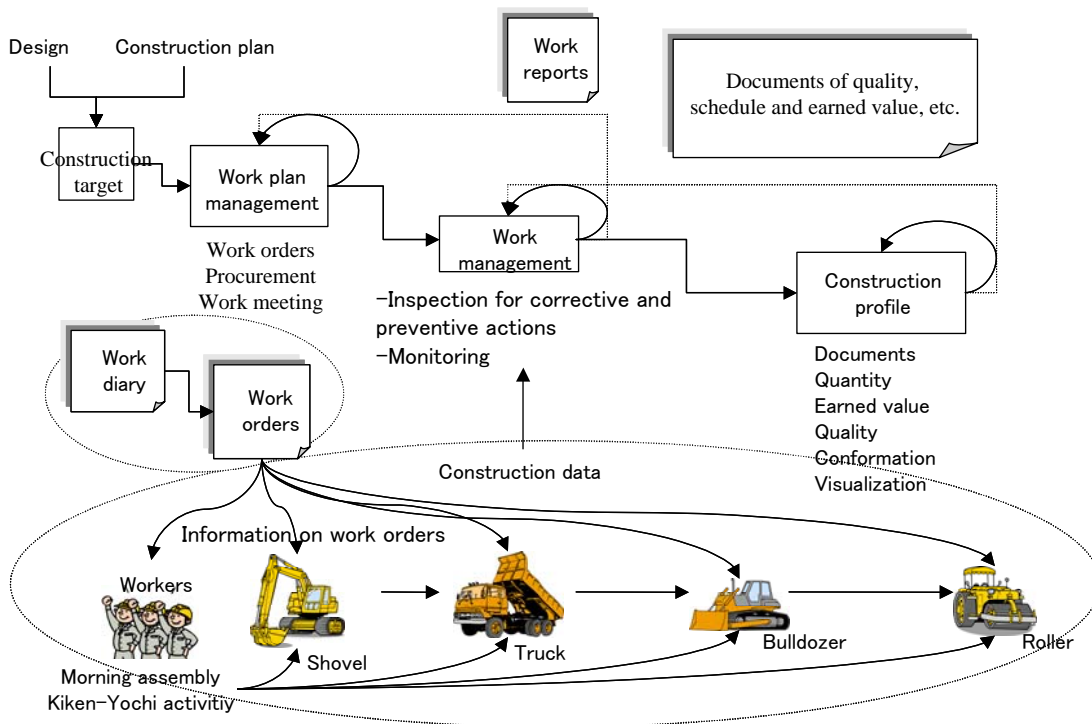 Design
Construction plan
Work
reports
Documents of quality,
schedule and earned value, etc.
Construction
target
Work plan
management
Work orders
Procurement
Work meeting
Work
management
-Inspection for corrective and
preventive actions
-Monitoring
Construction
profile
Documents
Quantity
Earned value
Quality
Conformation
Visualization
Work
diary
Work
orders
Construction data
Information on work orders
Workers
Shovel
Truck
Bulldozer
Roller
Morning assembly
Kiken-Yochi activitiy